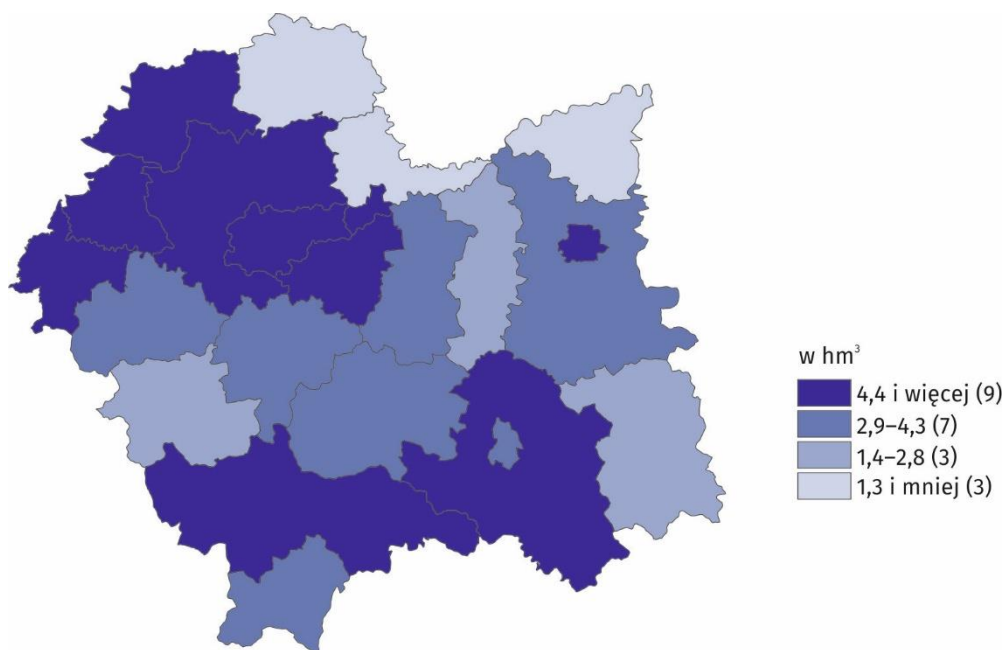 w hm³
4,4 i więcej (9)
2,9–4,3 (7)
1,4–2,8 (3)
1,3 i mniej (3)